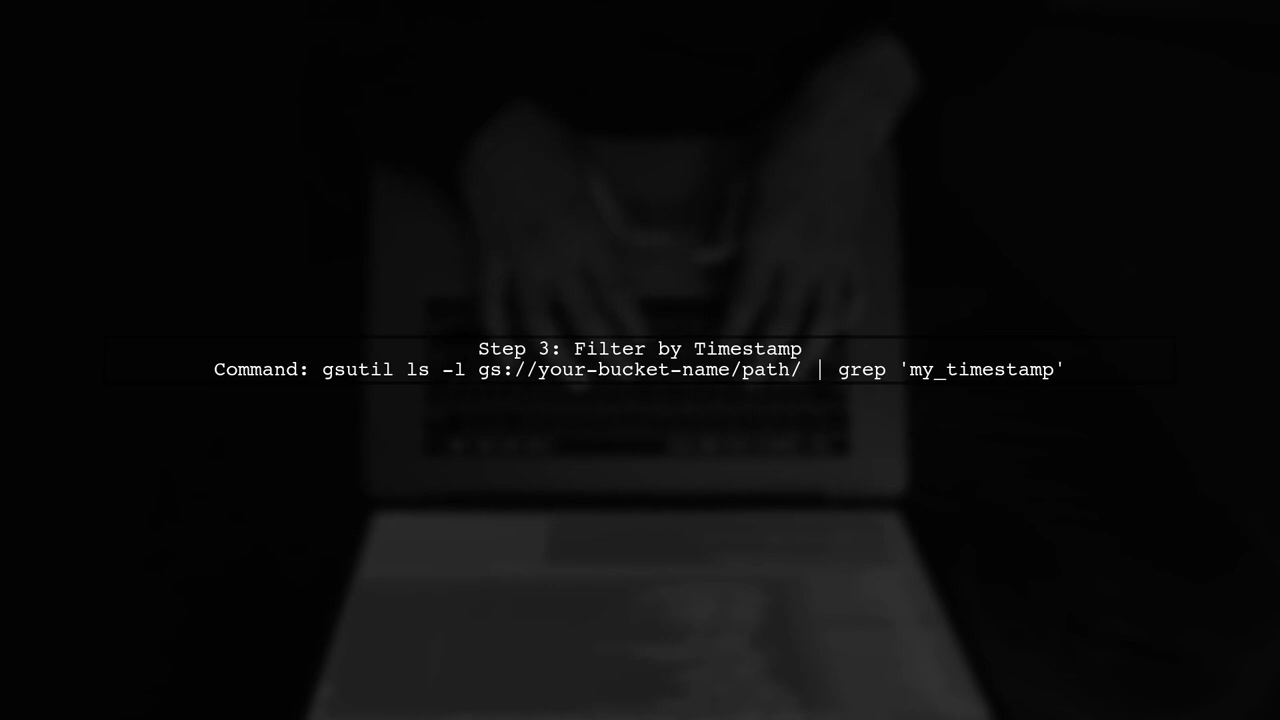 Step 3: Filter by Timestamp
Command: gsutil ls -l gs://your-bucket-name/path/ | grep 'my_timestamp'